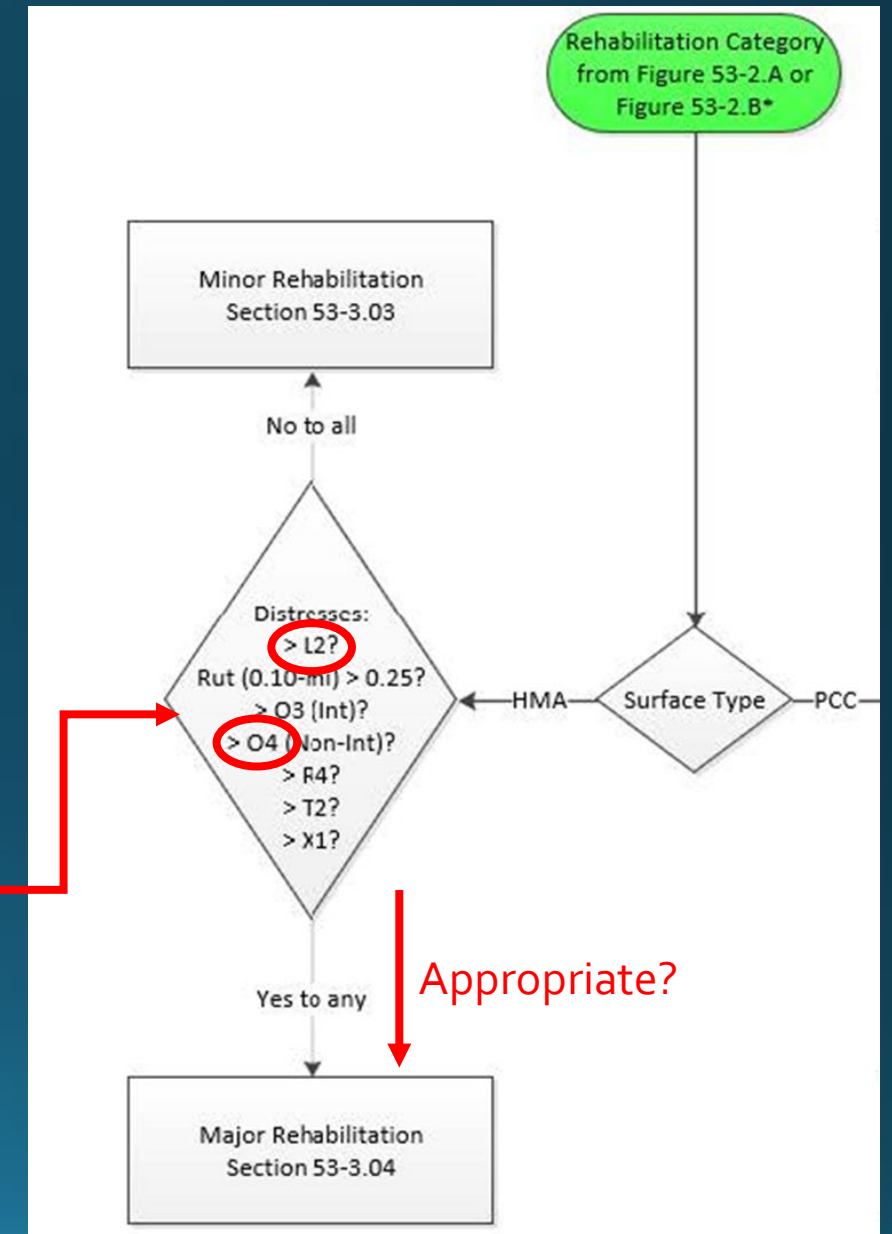 Rehabilitation Category
from Figure 53-2.A or
Figure 53-2.B*
Minor Rehabilitation
Section 53-3.03
No to all
Distresses:
> L2?
Rut (0.10-mi) > 0.25?
> O3 (Int)?
> O4 (Non-Int)?
> R4?
> T2?
> X1?
HMA
Surface Type
PCC
Yes to any
Appropriate?
Major Rehabilitation
Section 53-3.04